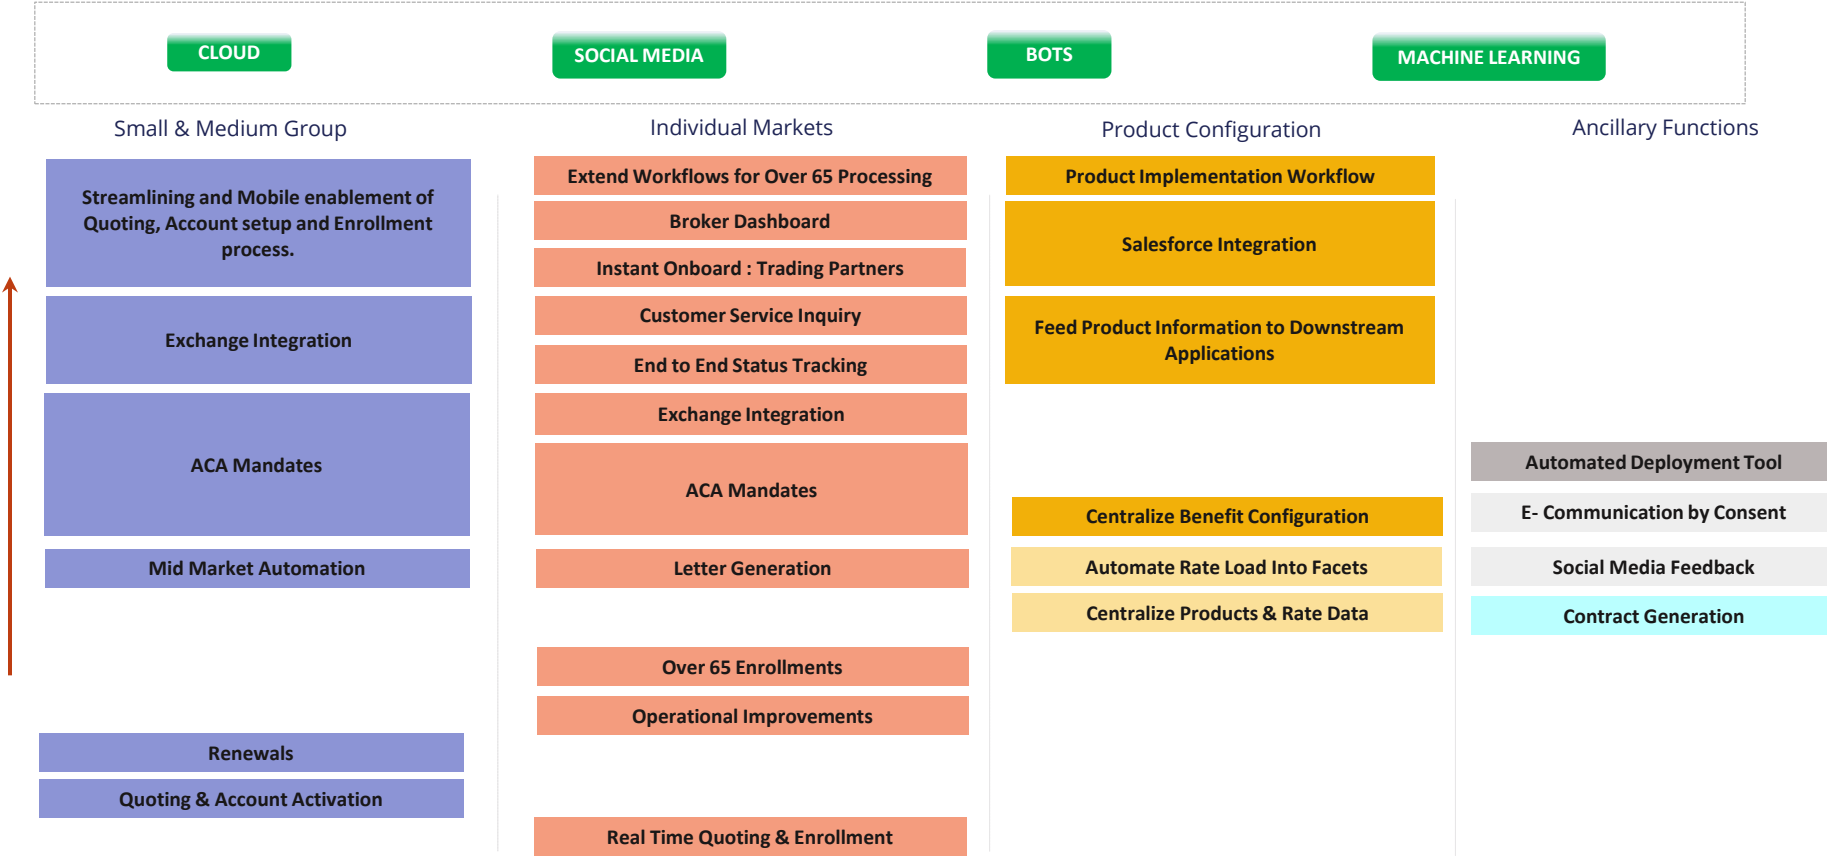 CLOUD
SOCIAL MEDIA
BOTS
MACHINE LEARNING
Small & Medium Group
Streamlining and Mobile enablement of
Quoting, Account setup and Enrollment
process.
Exchange Integration
ACA Mandates
Mid Market Automation
Renewals
Quoting & Account Activation
Individual Markets
Extend Workflows for Over 65 Processing
Broker Dashboard
Instant Onboard : Trading Partners
Customer Service Inquiry
End to End Status Tracking
Exchange Integration
ACA Mandates
Letter Generation
Over 65 Enrollments
Operational Improvements
Real Time Quoting & Enrollment
Product Configuration
Product Implementation Workflow
Salesforce Integration
Feed Product Information to Downstream
Applications
Centralize Benefit Configuration
Automate Rate Load Into Facets
Centralize Products & Rate Data
Ancillary Functions
Automated Deployment Tool
E- Communication by Consent
Social Media Feedback
Contract Generation